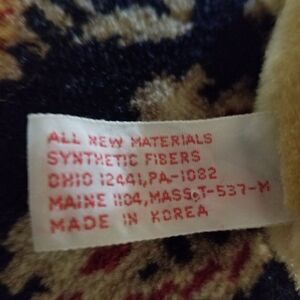 ALL NEW MATERIALS
SYNTHETIC FIBERS
OHIO 12441, PA-1082
MAINE 1104, MASS. T-537-M
MADE IN KOREA